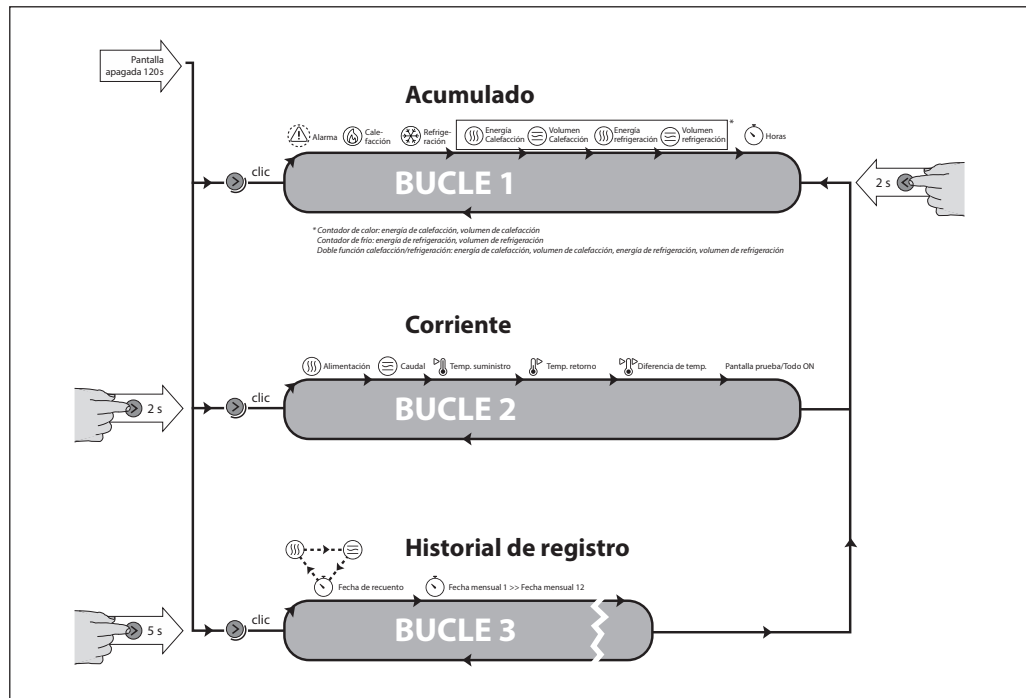 Pantalla
apagada 120 s
Acumulado
Alarma
Cale-
facción
Refrige-
ración
Energía
Calefacción
Volumen
Calefacción
Energía
refrigeración
Volumen
refrigeración
*
Horas
clic
BUCLE 1
2 s
* Contador de calor: energía de calefacción, volumen de calefacción
Contador de frío: energía de refrigeración, volumen de refrigeración
Doble función calefacción/refrigeración: energía de calefacción, volumen de calefacción, energía de refrigeración, volumen de refrigeración
Corriente
Alimentación
Caudal
Temp. suministro
Temp. retorno
Diferencia de temp.
Pantalla prueba/Todo ON
2 s
clic
BUCLE 2
Historial de registro
Fecha de recuento
Fecha mensual 1 >> Fecha mensual 12
5 s
clic
BUCLE 3